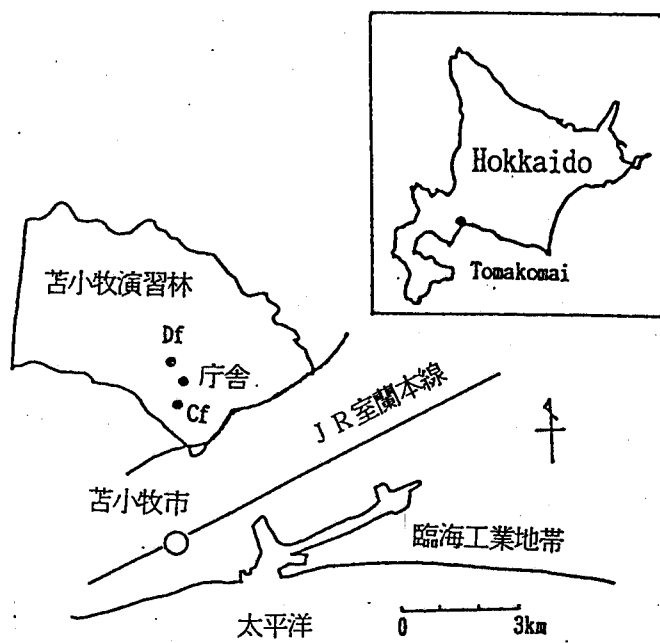 Hokkaido
Tomakomai
苫小牧演習林
Df
庁舎
Cf
JR室蘭本線
苫小牧市
臨海工業地帯
太平洋
0 3km